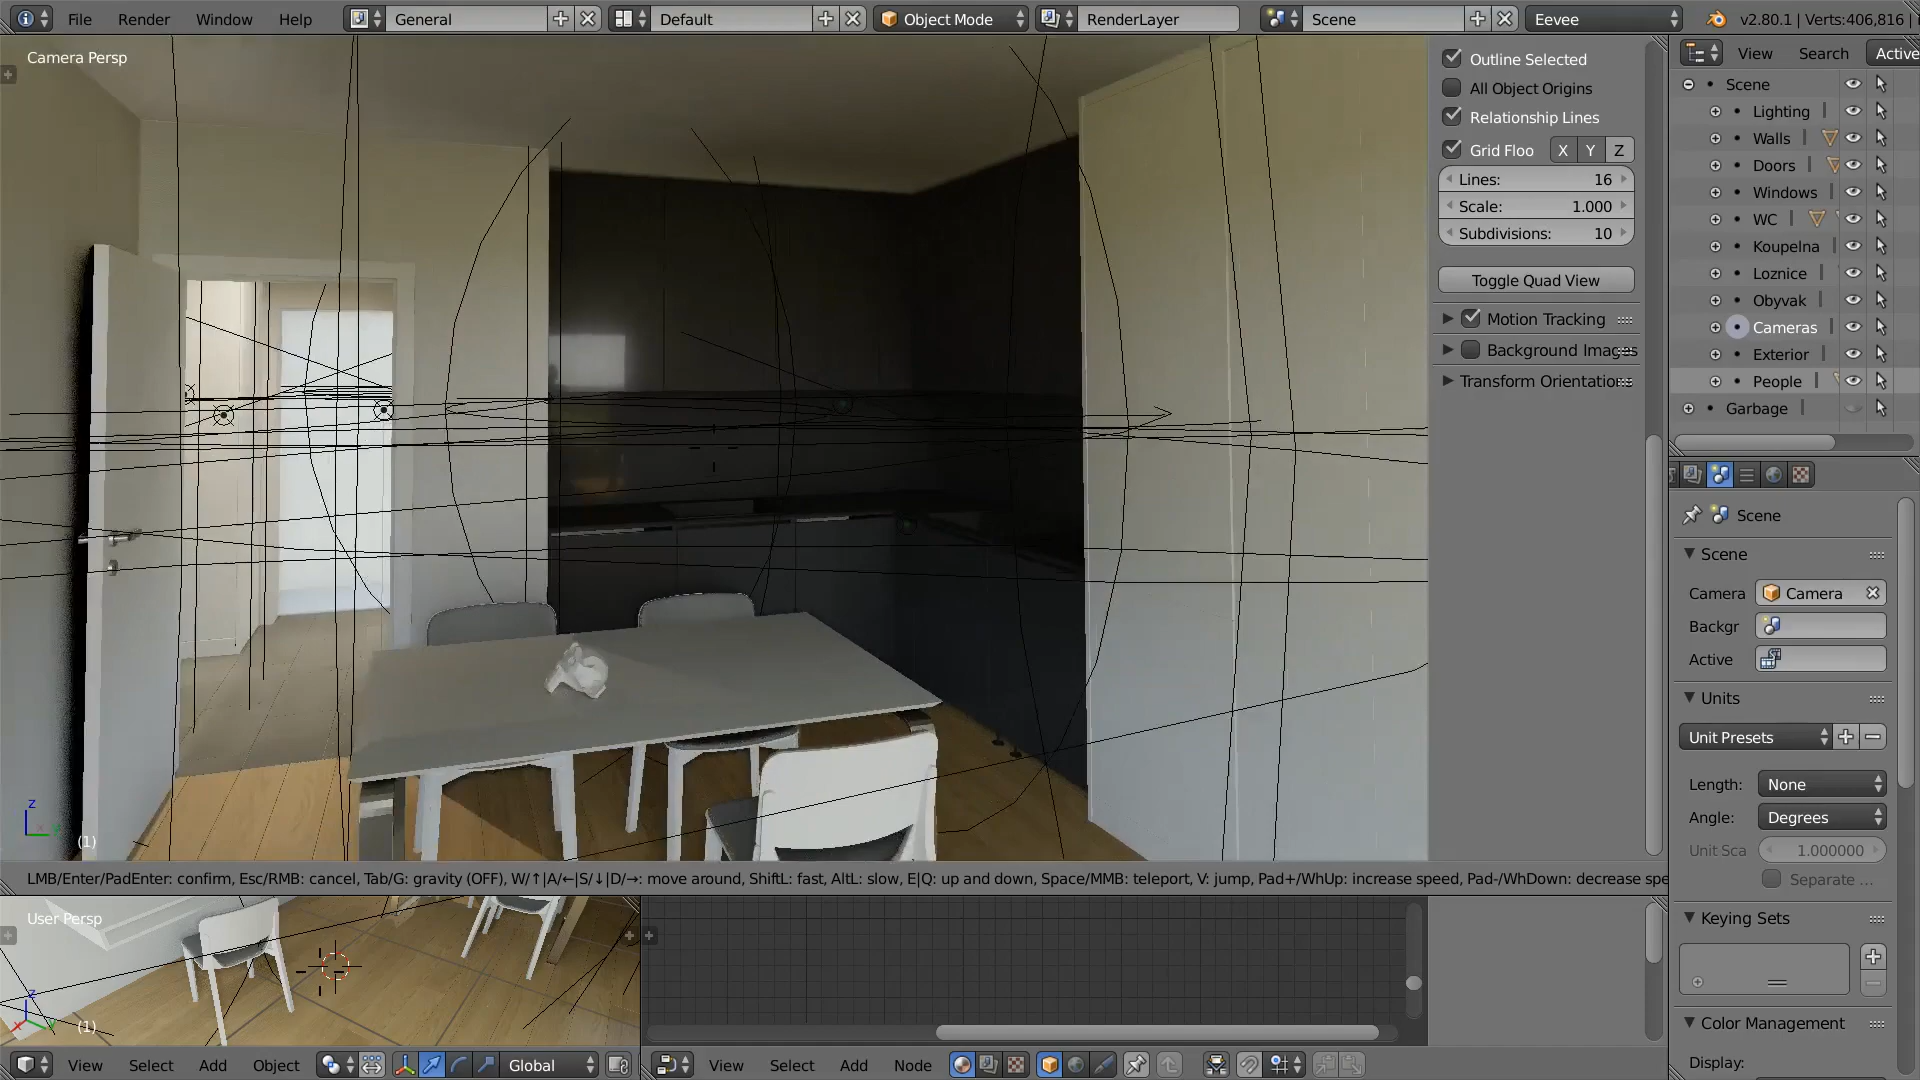 File Render Window Help General Default Object Mode RenderLayer Scene Eevee v2.80.1 | Verts:406,816 |
Camera Persp
Outline Selected
All Object Origins
Relationship Lines
Grid Floo X Y Z
Lines: 16
Scale: 1.000
Subdivisions: 10
Toggle Quad View
Motion Tracking
Background Images
Transform Orientations
View Search Active
Scene
Lighting
Walls
Doors
Windows
WC
Koupelna
Loznice
Obyvak
Cameras
Exterior
People
Garbage
Scene
Scene
Camera Camera
Backgr
Active
Units
Unit Presets
Length: None
Angle: Degrees
Unit Sca 1.000000
Separate ...
Keying Sets
Color Management
Display:
z
(1)
LMB/Enter/PadEnter: confirm, Esc/RMB: cancel, Tab/G: gravity (OFF), W/↑|A/←|S/↓|D/→: move around, ShiftL: fast, AltL: slow, E|Q: up and down, Space/MMB: teleport, V: jump, Pad+/WhUp: increase speed, Pad-/WhDown: decrease spe
User Persp
z
x
(1)
View Select Add Object Global
View Select Add Node